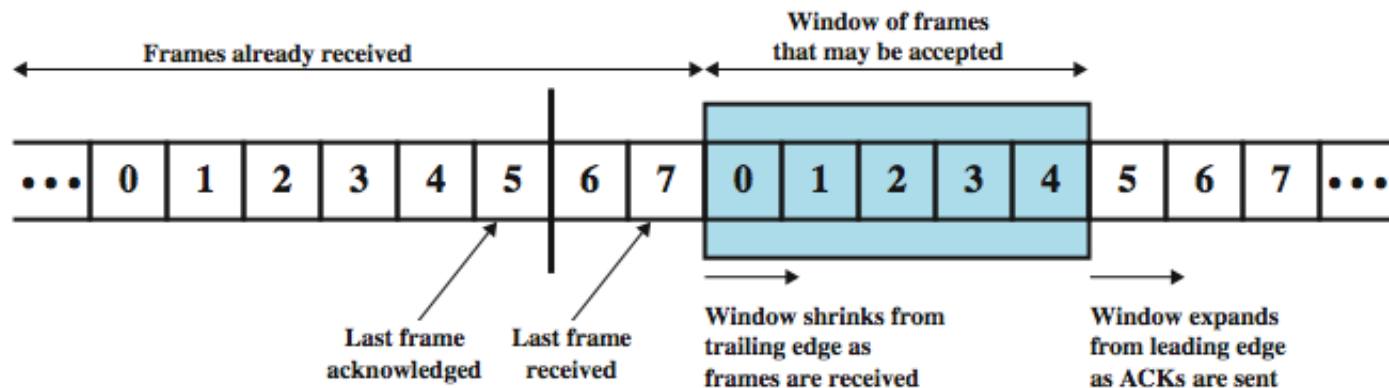 Window of frames
that may be accepted
Frames already received
••• 0 1 2 3 4 5 6 7 0 1 2 3 4 5 6 7 •••
Last frame
acknowledged
Last frame
received
Window shrinks from
trailing edge as
frames are received
Window expands
from leading edge
as ACKs are sent